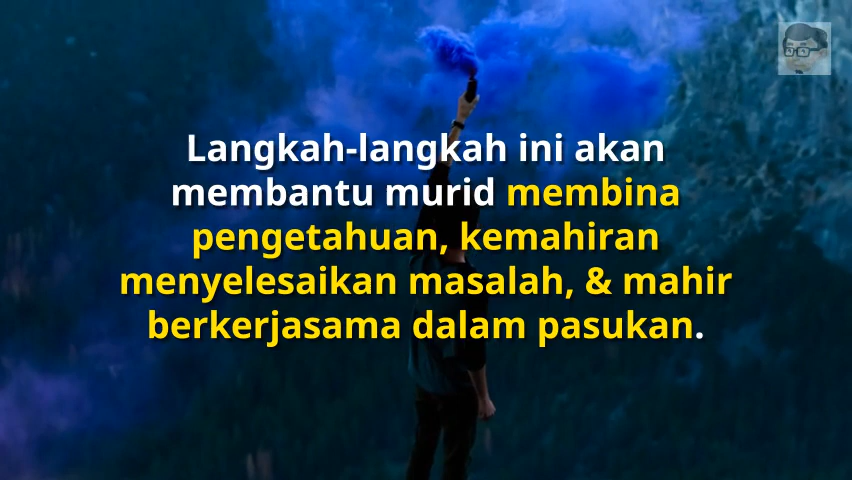 Langkah-langkah ini akan
membantu murid membina
pengetahuan, kemahiran
menyelesaikan masalah, & mahir
berkerjasama dalam pasukan.